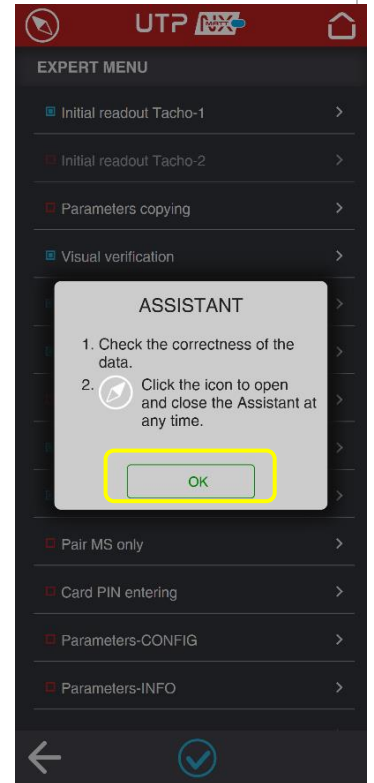 UTP MATT NX
EXPERT MENU
Initial readout Tacho-1
Initial readout Tacho-2
Parameters copying
Visual verification
ASSISTANT
1. Check the correctness of the
data.
2. Click the icon to open
and close the Assistant at
any time.
OK
Pair MS only
Card PIN entering
Parameters-CONFIG
Parameters-INFO